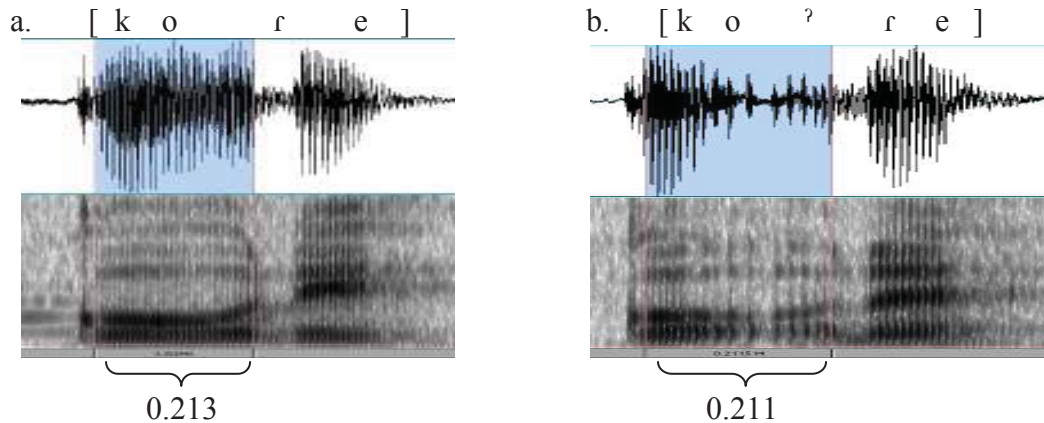 a. [ k o ɾ e ]
b. [ k o ˀ ɾ e ]
0.213
0.211